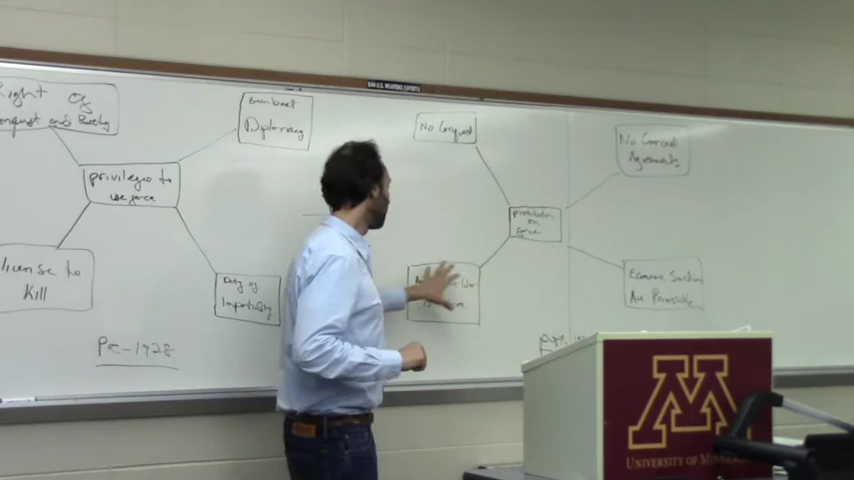 Right of
Conquest and Booty
Gunboat
Diplomacy
privilege to
use force
license to
Kill
Duty of
Impartiality
Pre-1928
No Conquest
prohibition
on
force
No Coerced
Agreements
Economic Sanctions
Are Permissible
M
UNIVERSITY OF MINNESO